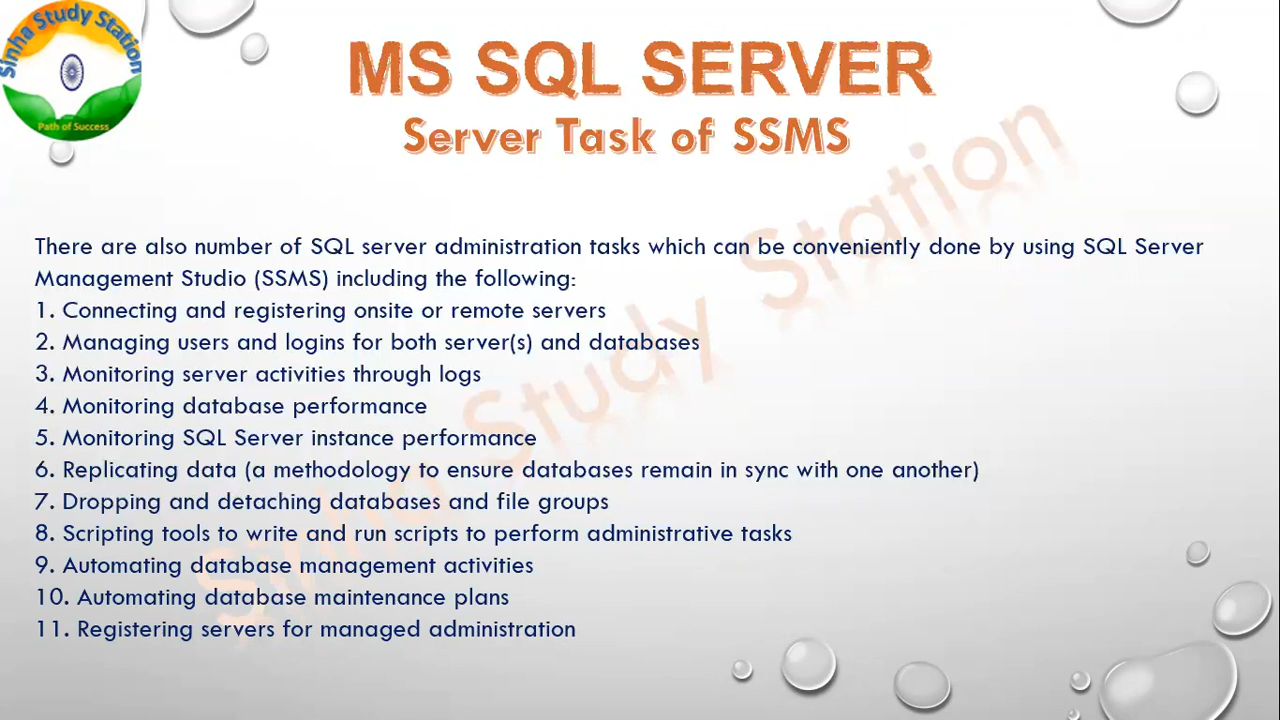 Sinha Study Station
Path of Success
MS SQL SERVER
Server Task of SSMS
Sinha Study Station
There are also number of SQL server administration tasks which can be conveniently done by using SQL Server
Management Studio (SSMS) including the following:
1. Connecting and registering onsite or remote servers
2. Managing users and logins for both server(s) and databases
3. Monitoring server activities through logs
4. Monitoring database performance
5. Monitoring SQL Server instance performance
6. Replicating data (a methodology to ensure databases remain in sync with one another)
7. Dropping and detaching databases and file groups
8. Scripting tools to write and run scripts to perform administrative tasks
9. Automating database management activities
10. Automating database maintenance plans
11. Registering servers for managed administration